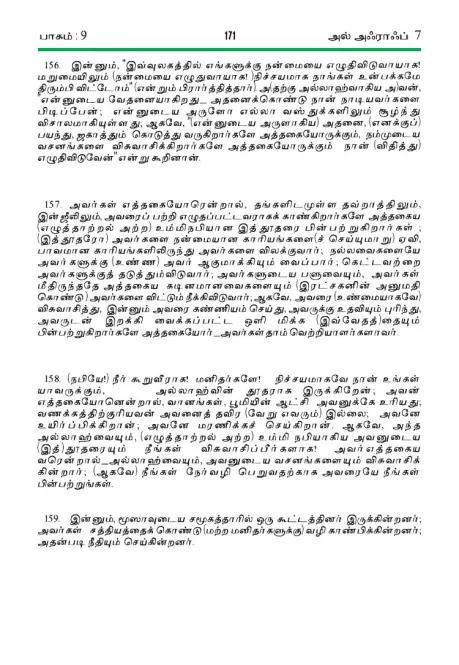 பாகம் : 9 171 அல் அஃராஃப் 7
156. இன்னும், "இவ்வுலகத்தில் எங்களுக்கு நன்மையை எழுதிவிடுவாயாக!
மறுமையிலும் (நன்மையை எழுதுவாயாக! )நிச்சயமாக நாங்கள் உன்பக்கமே
திரும்பி விட்டோம்" (என்றும் பிரார்த்தித்தார்) அ(தற்கு அல்லாஹ்வாகிய அ)வன்,
'என்னுடைய வேதனையாகிறது_ அதனைக்கொண்டு நான் நாடியவர்களை
பிடிப்பேன்; என்னுடைய அருளோ எல்லா வஸ்துக்களிலும் சூழ்ந்து
விசாலமாகியுள்ளது; ஆகவே, "(என்னுடைய அருளாகிய) அதனை, (எனக்குப்)
பயந்து, ஜகாத்தும் கொடுத்து வருகிறார்களே அத்தகையோருக்கும், நம்முடைய
வசனங்களை விசுவாசிக்கிறார்களே அத்தகையோருக்கும் நான் (விதித்து)
எழுதிவிடுவேன்" என்று கூறினான்.
157. அவர்கள் எத்தகையோரென்றால், தங்களிடமுள்ள தவ்றாத்திலும்,
இன்ஜீலிலும், அவரைப் பற்றி எழுதப்பட்டவராகக் காண்கிறார்களே அத்தகைய
(எழுத்தாற்றல் அற்ற) உம்மிநபியான இத்தூதரை பின்பற்றுகிறார்கள் ;
(இத்தூதரோ) அவர்களை நன்மையான காரியங்களை(ச் செய்யுமாறு) ஏவி,
பாவமான காரியங்களிலிருந்து அவர்களை விலக்குவார்; நல்லவைகளையே
அவர்களுக்கு (உண்ண) அவர் ஆகுமாக்கியும் வைப்பார்; கெட்டவற்றை
அவர்களுக்குத் தடுத்தும்விடுவார்; அவர்களுடைய பளுவையும், அவர்கள்
மீதிருந்ததே அத்தகைய கடினமானவைகளையும் (இரட்சகனின் அனுமதி
கொண்டு ) அவர்களை விட்டும் நீக்கிவிடுவார்; ஆகவே, அவரை (உண்மையாகவே)
விசுவாசித்து, இன்னும் அவரை கண்ணியம் செய்து, அவருக்கு உதவியும் புரிந்து,
அவருடன் இறக்கி வைக்கப்பட்ட ஒளி மிக்க (இவ்வேதத்)தையும்
பின்பற்றுகிறார்களே அத்தகையோர்_அவர்கள் தாம் வெற்றியாளர்களாவர்.
158. (நபியே!) நீர் கூறுவீராக! மனிதர்களே! நிச்சயமாகவே நான் உங்கள்
யாவருக்கும், அல்லாஹ்வின் தூதராக இருக்கிறேன்; அவன்
எத்தகையோனென்றால், வானங்கள், பூமியின் ஆட்சி அவனுக்கே உரியது;
வணக்கத்திற்குரியவன் அவனைத் தவிர (வேறு எவரும்) இல்லை; அவனே
உயிர்ப்பிக்கிறான்; அவனே மரணிக்கச் செய்கிறான். ஆகவே, அந்த
அல்லாஹ்வையும், (எழுத்தாற்றல் அற்ற) உம்மி நபியாகிய அவனுடைய
(இத்)தூதரையும் நீங்கள் விசுவாசிப்பீர்களாக! அவர் எத்தகைய
வரென்றால்_அல்லாஹ்வையும், அவனுடைய வசனங்களையும் விசுவாசிக்
கின்றார்; (ஆகவே) நீங்கள் நேர்வழி பெறுவதற்காக அவரையே நீங்கள்
பின்பற்றுங்கள்.
159. இன்னும், மூஸாவுடைய சமூகத்தாரில் ஒரு கூட்டத்தினர் இருக்கின்றனர்;
அவர்கள் சத்தியத்தைக் கொண்டு (மற்ற மனிதர்களுக்கு) வழி காண்பிக்கின்றனர்;
அதன்படி நீதியும் செய்கின்றனர்.